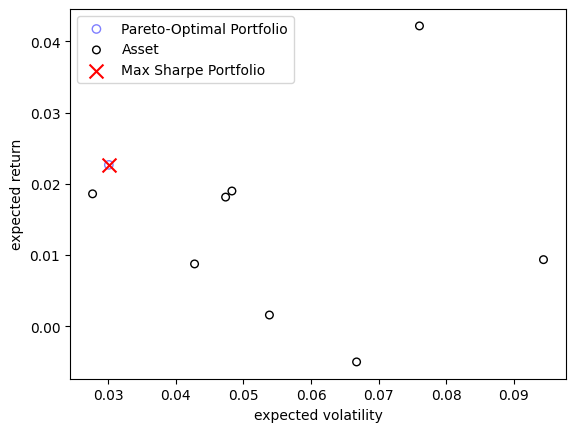 Pareto-Optimal Portfolio
Asset
Max Sharpe Portfolio
0.04
0.03
0.02
0.01
0.00
expected return
0.03 0.04 0.05 0.06 0.07 0.08 0.09
expected volatility